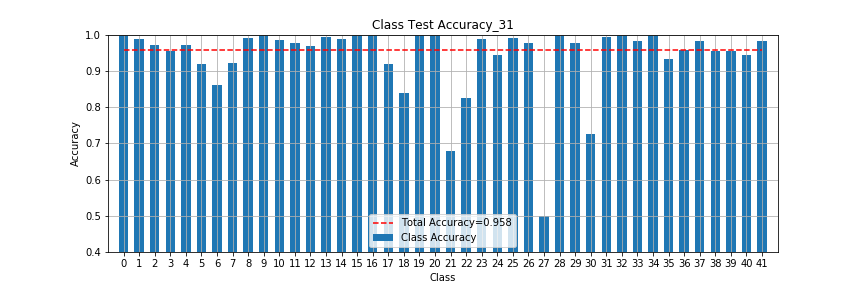 Class Test Accuracy_31
1.0
0.9
0.8
0.7
0.6
0.5
0.4
Accuracy
Total Accuracy=0.958
Class Accuracy
0 1 2 3 4 5 6 7 8 9 10 11 12 13 14 15 16 17 18 19 20 21 22 23 24 25 26 27 28 29 30 31 32 33 34 35 36 37 38 39 40 41
Class